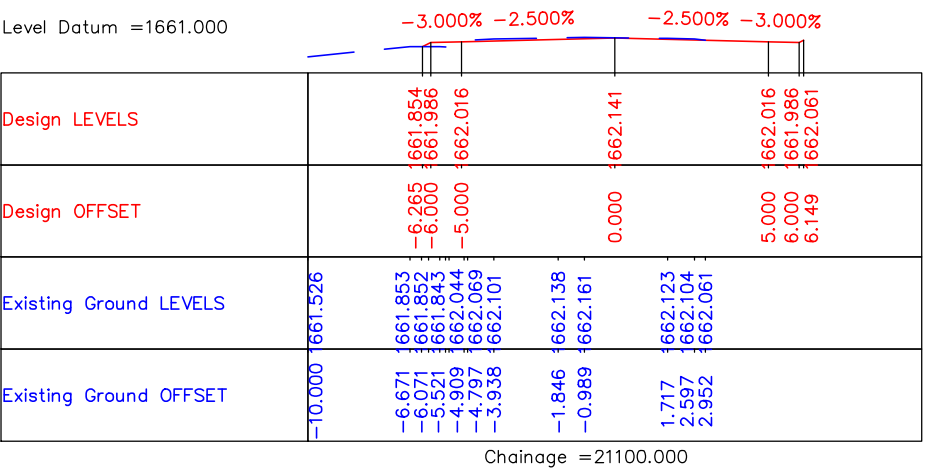 -3.000% -2.500% -2.500% -3.000%
Level Datum =1661.000
Design LEVELS 1661.854 1661.986 1662.016 1662.141 1662.016 1661.986 1662.061
Design OFFSET -6.265 -6.000 -5.000 0.000 5.000 6.000 6.149
Existing Ground LEVELS 1661.526 1661.853 1661.852 1661.843 1662.044 1662.069 1662.101 1662.138 1662.161 1662.123 1662.104 1662.061
Existing Ground OFFSET -10.000 -6.671 -6.071 -5.521 -4.909 -4.797 -3.938 -1.846 -0.989 1.717 2.597 2.952
Chainage =21100.000